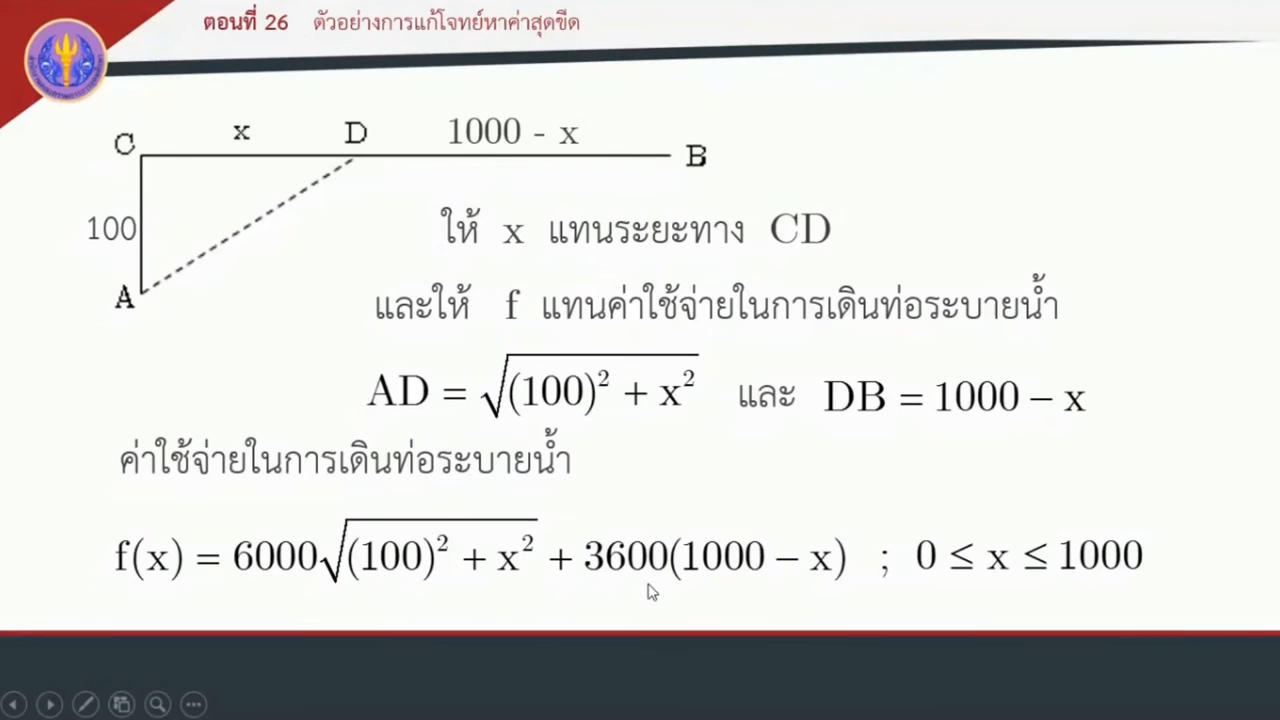 ตอนที่ 26 ตัวอย่างการแก้โจทย์หาค่าสุดขีด
C x D 1000 - x B
100
A
ให้ x แทนระยะทาง CD
และให้ f แทนค่าใช้จ่ายในการเดินท่อระบายน้ำ
AD = √((100)² + x²) และ DB = 1000 – x
ค่าใช้จ่ายในการเดินท่อระบายน้ำ
f(x) = 6000√((100)² + x²) + 3600(1000 – x) ; 0 ≤ x ≤ 1000